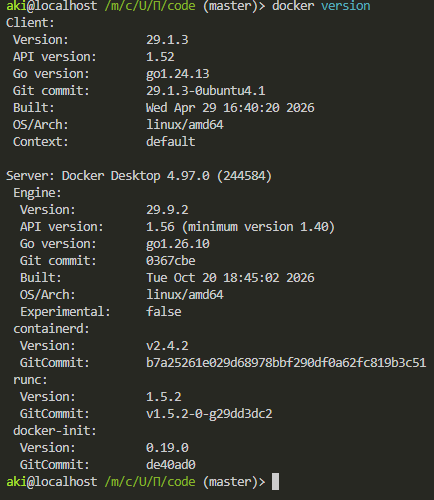 aki@localhost /m/c/U/П/code (master)> docker version
Client:
 Version:           29.1.3
 API version:       1.52
 Go version:        go1.24.13
 Git commit:        29.1.3-0ubuntu4.1
 Built:             Wed Apr 29 16:40:20 2026
 OS/Arch:           linux/amd64
 Context:           default

Server: Docker Desktop 4.97.0 (244584)
 Engine:
  Version:          29.9.2
  API version:      1.56 (minimum version 1.40)
  Go version:       go1.26.10
  Git commit:       0367cbe
  Built:            Tue Oct 20 18:45:02 2026
  OS/Arch:          linux/amd64
  Experimental:     false
 containerd:
  Version:          v2.4.2
  GitCommit:        b7a25261e029d68978bbf290df0a62fc819b3c51
 runc:
  Version:          1.5.2
  GitCommit:        v1.5.2-0-g29dd3dc2
 docker-init:
  Version:          0.19.0
  GitCommit:        de40ad0
aki@localhost /m/c/U/П/code (master)>